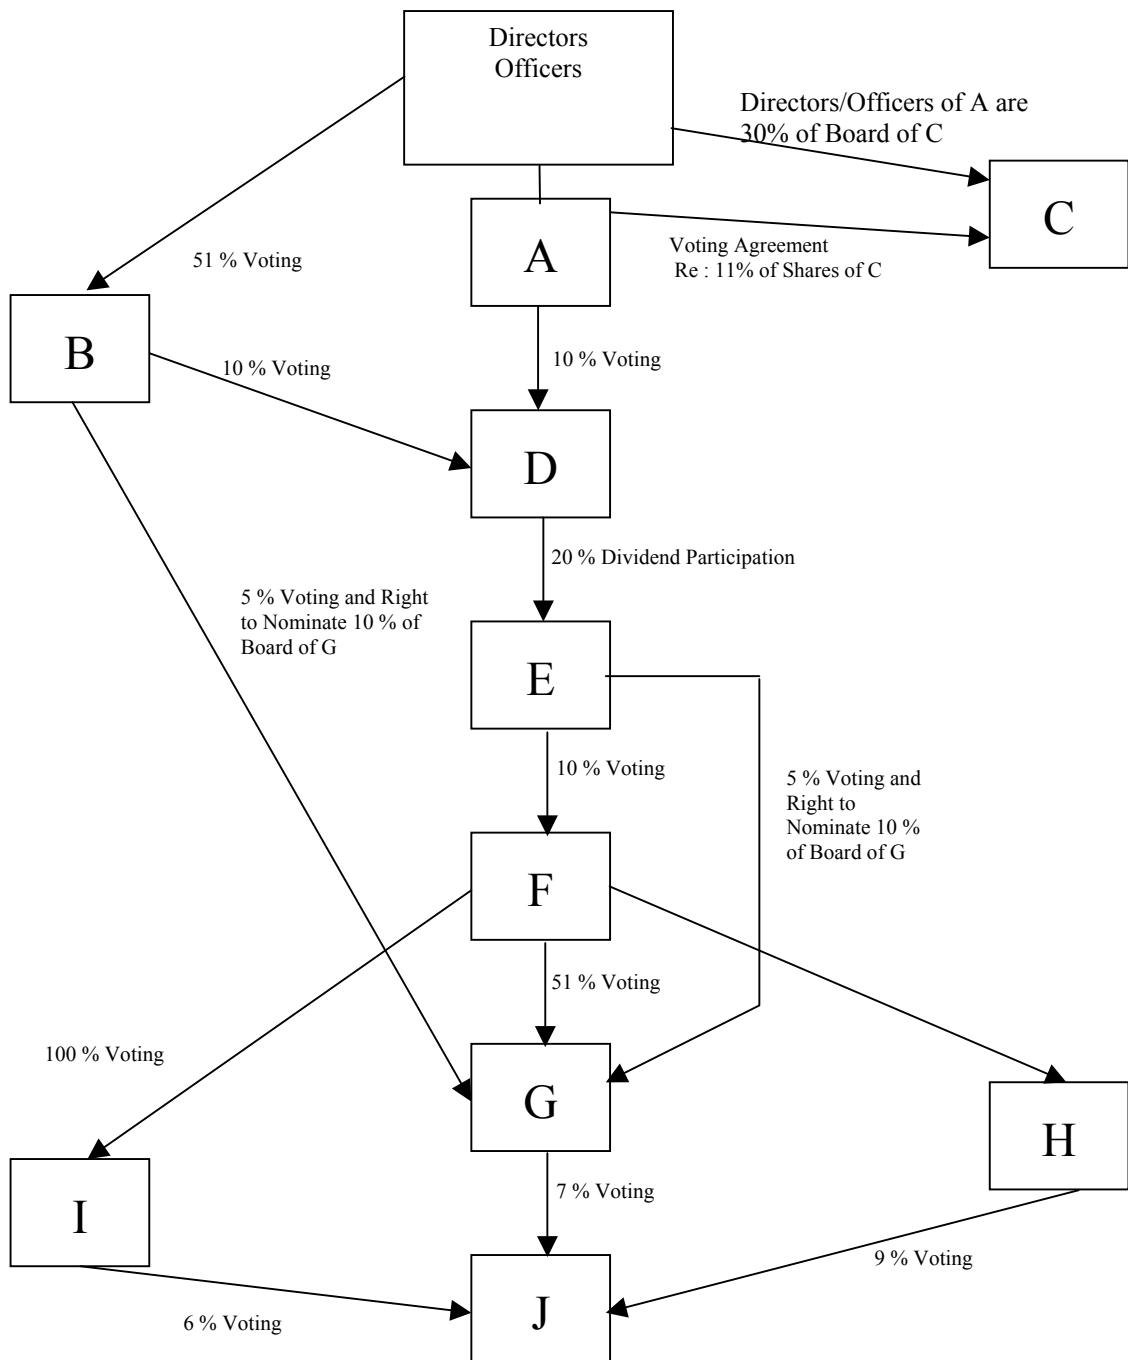 Directors
Officers
Directors/Officers of A are
30% of Board of C
C
A
Voting Agreement
Re : 11% of Shares of C
51 % Voting
B
10 % Voting
10 % Voting
D
20 % Dividend Participation
5 % Voting and Right
to Nominate 10 % of
Board of G
E
10 % Voting
5 % Voting and
Right to
Nominate 10 %
of Board of G
F
51 % Voting
100 % Voting
G
H
I
7 % Voting
9 % Voting
6 % Voting
J